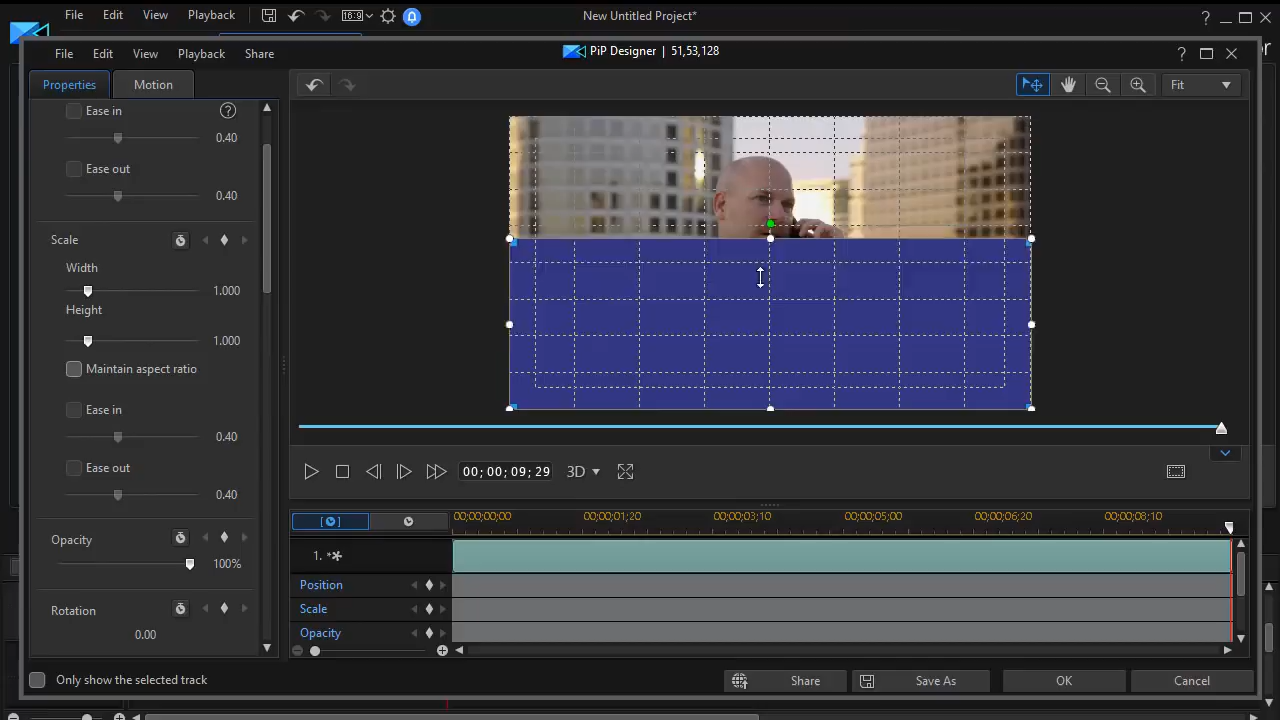 File Edit View Playback 16:9 New Untitled Project* ?
File Edit View Playback Share PiP Designer | 51,53,128 ?
or
Properties Motion Fit
Ease in ?
0.40
Ease out
0.40
Scale
Width
1.000
Height
1.000
Maintain aspect ratio
Ease in
0.40
Ease out
0.40
Opacity
100%
Rotation
0.00
00; 00; 09; 29 3D
00;00;00;00 00;00;01;20 00;00;03;10 00;00;05;00 00;00;06;20 00;00;08;10
1. *
Position
Scale
Opacity
Only show the selected track Share Save As OK Cancel